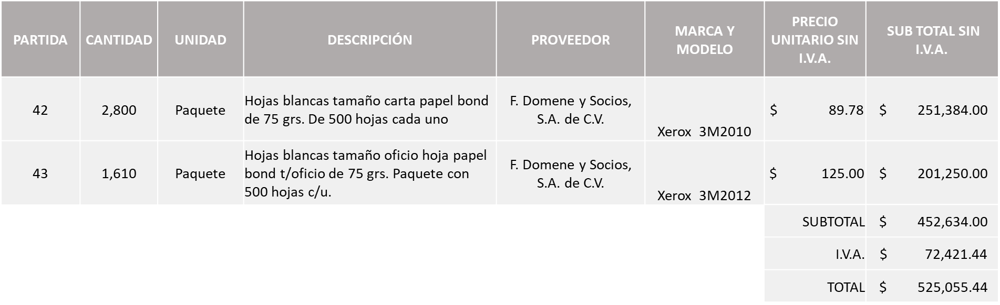 PARTIDA CANTIDAD UNIDAD DESCRIPCIÓN PROVEEDOR MARCA Y MODELO PRECIO UNITARIO SIN I.V.A. SUB TOTAL SIN I.V.A.
42 2,800 Paquete Hojas blancas tamaño carta papel bond de 75 grs. De 500 hojas cada uno F. Domene y Socios, S.A. de C.V. Xerox 3M2010 $ 89.78 $ 251,384.00
43 1,610 Paquete Hojas blancas tamaño oficio hoja papel bond t/oficio de 75 grs. Paquete con 500 hojas c/u. F. Domene y Socios, S.A. de C.V. Xerox 3M2012 $ 125.00 $ 201,250.00
SUBTOTAL $ 452,634.00
I.V.A. $ 72,421.44
TOTAL $ 525,055.44